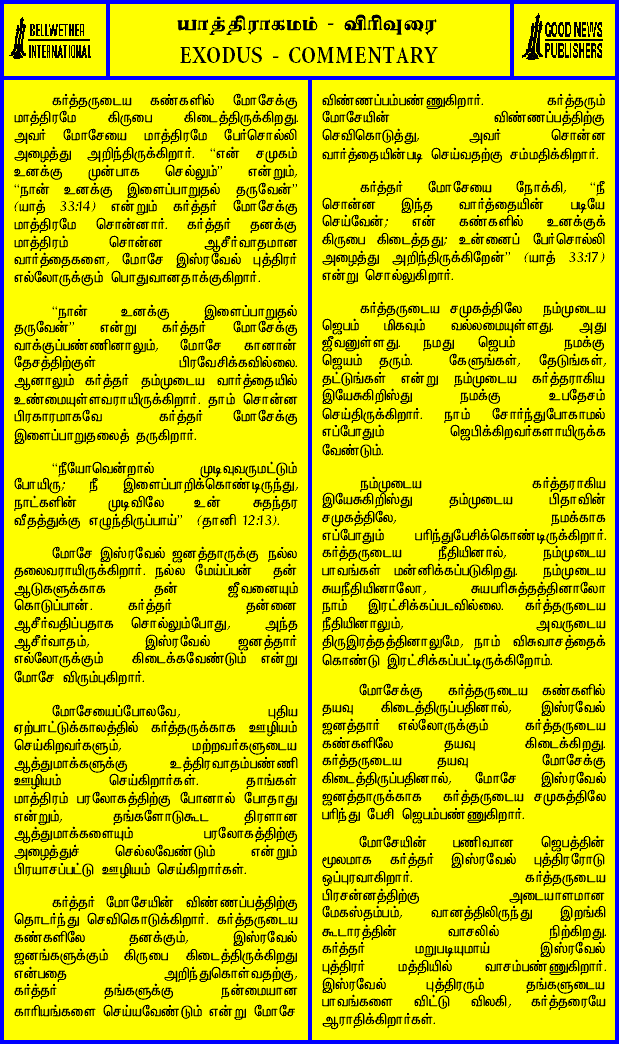 BELLWETHER
INTERNATIONAL
யாத்திராகமம் - விரிவுரை
EXODUS - COMMENTARY
GOOD NEWS
PUBLISHERS
கர்த்தருடைய கண்களில் மோசேக்கு
மாத்திரமே கிருபை கிடைத்திருக்கிறது.
அவர் மோசேயை மாத்திரமே பேர்சொல்லி
அழைத்து அறிந்திருக்கிறார். “என் சமுகம்
உனக்கு முன்பாக செல்லும்” என்றும்,
“நான் உனக்கு இளைப்பாறுதல் தருவேன்”
(யாத் 33:14) என்றும் கர்த்தர் மோசேக்கு
மாத்திரமே சொன்னார். கர்த்தர் தனக்கு
மாத்திரம் சொன்ன ஆசீர்வாதமான
வார்த்தைகளை, மோசே இஸ்ரவேல் புத்திரர்
எல்லோருக்கும் பொதுவானதாக்குகிறார்.
“நான் உனக்கு இளைப்பாறுதல்
தருவேன்” என்று கர்த்தர் மோசேக்கு
வாக்குப்பண்ணினாலும், மோசே கானான்
தேசத்திற்குள் பிரவேசிக்கவில்லை.
ஆனாலும் கர்த்தர் தம்முடைய வார்த்தையில்
உண்மையுள்ளவராயிருக்கிறார். தாம் சொன்ன
பிரகாரமாகவே கர்த்தர் மோசேக்கு
இளைப்பாறுதலைத் தருகிறார்.
“நீயோவென்றால் முடிவுவருமட்டும்
போயிரு; நீ இளைப்பாறிக்கொண்டிருந்து,
நாட்களின் முடிவிலே உன் சுதந்தர
வீதத்துக்கு எழுந்திருப்பாய்” (தானி 12:13).
மோசே இஸ்ரவேல் ஜனத்தாருக்கு நல்ல
தலைவராயிருக்கிறார். நல்ல மேய்ப்பன் தன்
ஆடுகளுக்காக தன் ஜீவனையும்
கொடுப்பான். கர்த்தர் தன்னை
ஆசீர்வதிப்பதாக சொல்லும்போது, அந்த
ஆசீர்வாதம், இஸ்ரவேல் ஜனத்தார்
எல்லோருக்கும் கிடைக்கவேண்டும் என்று
மோசே விரும்புகிறார்.
மோசேயைப்போலவே, புதிய
ஏற்பாட்டுக்காலத்தில் கர்த்தருக்காக ஊழியம்
செய்கிறவர்களும், மற்றவர்களுடைய
ஆத்துமாக்களுக்கு உத்திரவாதம்பண்ணி
ஊழியம் செய்கிறார்கள். தாங்கள்
மாத்திரம் பரலோகத்திற்கு போனால் போதாது
என்றும், தங்களோடுகூட திரளான
ஆத்துமாக்களையும் பரலோகத்திற்கு
அழைத்துச் செல்லவேண்டும் என்றும்
பிரயாசப்பட்டு ஊழியம் செய்கிறார்கள்.
கர்த்தர் மோசேயின் விண்ணப்பத்திற்கு
தொடர்ந்து செவிகொடுக்கிறார். கர்த்தருடைய
கண்களிலே தனக்கும், இஸ்ரவேல்
ஜனங்களுக்கும் கிருபை கிடைத்திருக்கிறது
என்பதை அறிந்துகொள்வதற்கு,
கர்த்தர் தங்களுக்கு நன்மையான
காரியங்களை செய்யவேண்டும் என்று மோசே
விண்ணப்பம்பண்ணுகிறார். கர்த்தரும்
மோசேயின் விண்ணப்பத்திற்கு
செவிகொடுத்து, அவர் சொன்ன
வார்த்தையின்படி செய்வதற்கு சம்மதிக்கிறார்.
கர்த்தர் மோசேயை நோக்கி, “நீ
சொன்ன இந்த வார்த்தையின் படியே
செய்வேன்; என் கண்களில் உனக்குக்
கிருபை கிடைத்தது; உன்னைப் பேர்சொல்லி
அழைத்து அறிந்திருக்கிறேன்” (யாத் 33:17)
என்று சொல்லுகிறார்.
கர்த்தருடைய சமுகத்திலே நம்முடைய
ஜெபம் மிகவும் வல்லமையுள்ளது. அது
ஜீவனுள்ளது. நமது ஜெபம் நமக்கு
ஜெயம் தரும். கேளுங்கள், தேடுங்கள்,
தட்டுங்கள் என்று நம்முடைய கர்த்தராகிய
இயேசுகிறிஸ்து நமக்கு உபதேசம்
செய்திருக்கிறார். நாம் சோர்ந்துபோகாமல்
எப்போதும் ஜெபிக்கிறவர்களாயிருக்க
வேண்டும்.
நம்முடைய கர்த்தராகிய
இயேசுகிறிஸ்து தம்முடைய பிதாவின்
சமுகத்திலே, நமக்காக
எப்போதும் பரிந்துபேசிக்கொண்டிருக்கிறார்.
கர்த்தருடைய நீதியினால், நம்முடைய
பாவங்கள் மன்னிக்கப்படுகிறது. நம்முடைய
சுயநீதியினாலோ, சுயபரிசுத்தத்தினாலோ
நாம் இரட்சிக்கப்படவில்லை. கர்த்தருடைய
நீதியினாலும், அவருடைய
திருஇரத்தத்தினாலுமே, நாம் விசுவாசத்தைக்
கொண்டு இரட்சிக்கப்பட்டிருக்கிறோம்.
மோசேக்கு கர்த்தருடைய கண்களில்
தயவு கிடைத்திருப்பதினால், இஸ்ரவேல்
ஜனத்தார் எல்லோருக்கும் கர்த்தருடைய
கண்களிலே தயவு கிடைக்கிறது.
கர்த்தருடைய தயவு மோசேக்கு
கிடைத்திருப்பதினால், மோசே இஸ்ரவேல்
ஜனத்தாருக்காக கர்த்தருடைய சமுகத்திலே
பரிந்து பேசி ஜெபம்பண்ணுகிறார்.
மோசேயின் பணிவான ஜெபத்தின்
மூலமாக கர்த்தர் இஸ்ரவேல் புத்திரரோடு
ஒப்புரவாகிறார். கர்த்தருடைய
பிரசன்னத்திற்கு அடையாளமான
மேகஸ்தம்பம், வானத்திலிருந்து இறங்கி
கூடாரத்தின் வாசலில் நிற்கிறது.
கர்த்தர் மறுபடியுமாய் இஸ்ரவேல்
புத்திரர் மத்தியில் வாசம்பண்ணுகிறார்.
இஸ்ரவேல் புத்திரரும் தங்களுடைய
பாவங்களை விட்டு விலகி, கர்த்தரையே
ஆராதிக்கிறார்கள்.